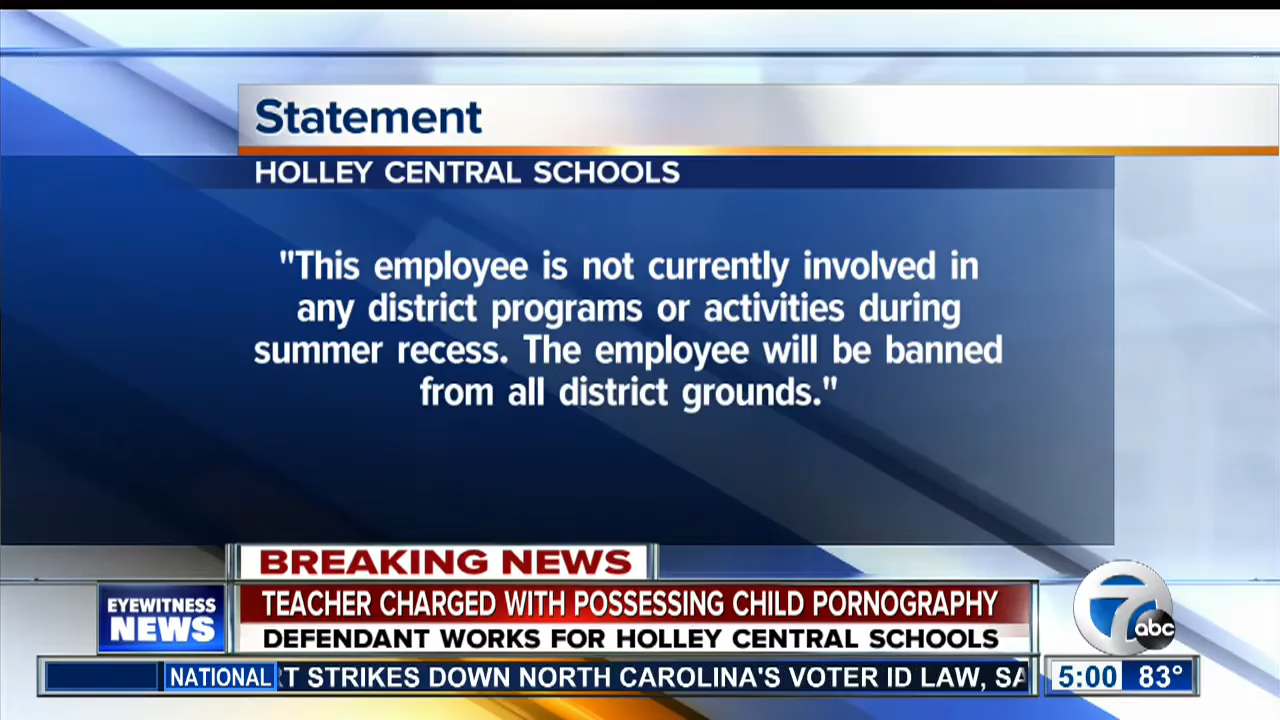 Statement
HOLLEY CENTRAL SCHOOLS
"This employee is not currently involved in
any district programs or activities during
summer recess. The employee will be banned
from all district grounds."
BREAKING NEWS
EYEWITNESS
NEWS
TEACHER CHARGED WITH POSSESSING CHILD PORNOGRAPHY
DEFENDANT WORKS FOR HOLLEY CENTRAL SCHOOLS
7 abc
NATIONAL RT STRIKES DOWN NORTH CAROLINA'S VOTER ID LAW, SA
5:00 83°